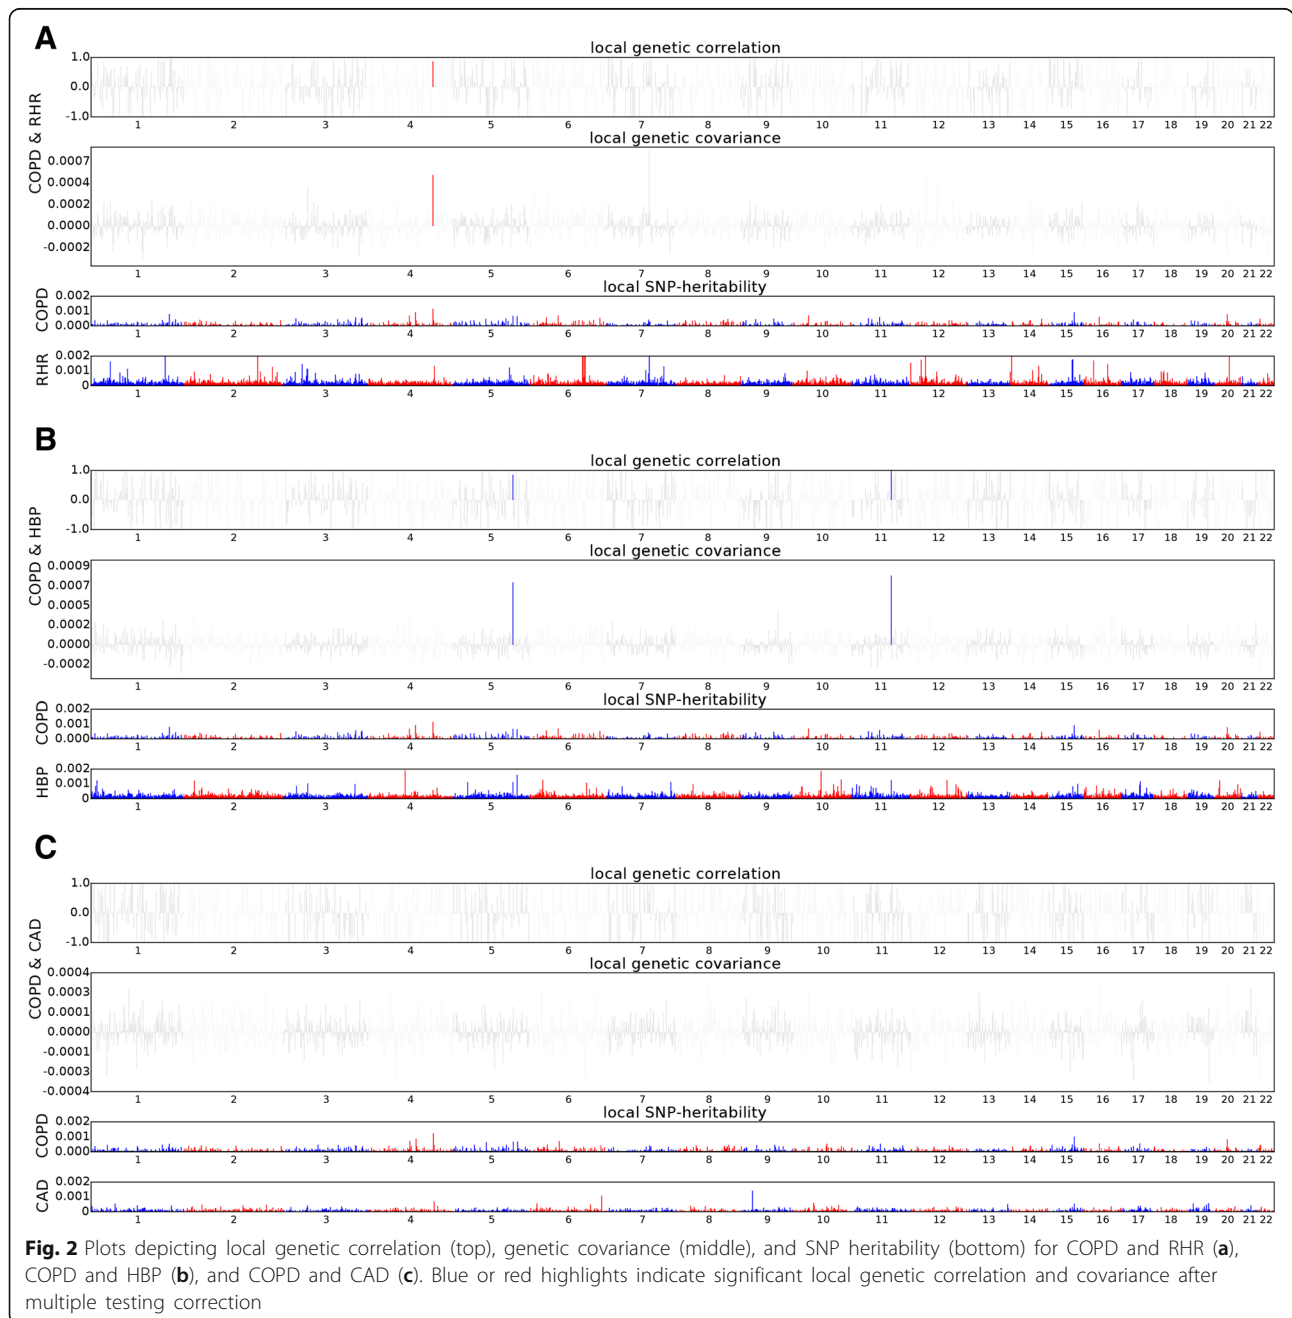 A
local genetic correlation
1.0
0.0
-1.0
1 2 3 4 5 6 7 8 9 10 11 12 13 14 15 16 17 18 19 20 21 22
COPD & RHR
local genetic covariance
0.0007
0.0004
0.0002
0.0000
-0.0002
1 2 3 4 5 6 7 8 9 10 11 12 13 14 15 16 17 18 19 20 21 22
local SNP-heritability
COPD
0.002
0.001
0.000
1 2 3 4 5 6 7 8 9 10 11 12 13 14 15 16 17 18 19 20 21 22
RHR
0.002
0.001
0
1 2 3 4 5 6 7 8 9 10 11 12 13 14 15 16 17 18 19 20 21 22
B
local genetic correlation
1.0
0.0
-1.0
1 2 3 4 5 6 7 8 9 10 11 12 13 14 15 16 17 18 19 20 21 22
COPD & HBP
local genetic covariance
0.0009
0.0007
0.0005
0.0002
0.0000
-0.0002
1 2 3 4 5 6 7 8 9 10 11 12 13 14 15 16 17 18 19 20 21 22
local SNP-heritability
COPD
0.002
0.001
0.000
1 2 3 4 5 6 7 8 9 10 11 12 13 14 15 16 17 18 19 20 21 22
HBP
0.002
0.001
0
1 2 3 4 5 6 7 8 9 10 11 12 13 14 15 16 17 18 19 20 21 22
C
local genetic correlation
1.0
0.0
-1.0
1 2 3 4 5 6 7 8 9 10 11 12 13 14 15 16 17 18 19 20 21 22
COPD & CAD
local genetic covariance
0.0004
0.0003
0.0001
0.0000
-0.0001
-0.0003
-0.0004
1 2 3 4 5 6 7 8 9 10 11 12 13 14 15 16 17 18 19 20 21 22
local SNP-heritability
COPD
0.002
0.001
0.000
1 2 3 4 5 6 7 8 9 10 11 12 13 14 15 16 17 18 19 20 21 22
CAD
0.002
0.001
0
1 2 3 4 5 6 7 8 9 10 11 12 13 14 15 16 17 18 19 20 21 22
Fig. 2 Plots depicting local genetic correlation (top), genetic covariance (middle), and SNP heritability (bottom) for COPD and RHR (a),
COPD and HBP (b), and COPD and CAD (c). Blue or red highlights indicate significant local genetic correlation and covariance after
multiple testing correction